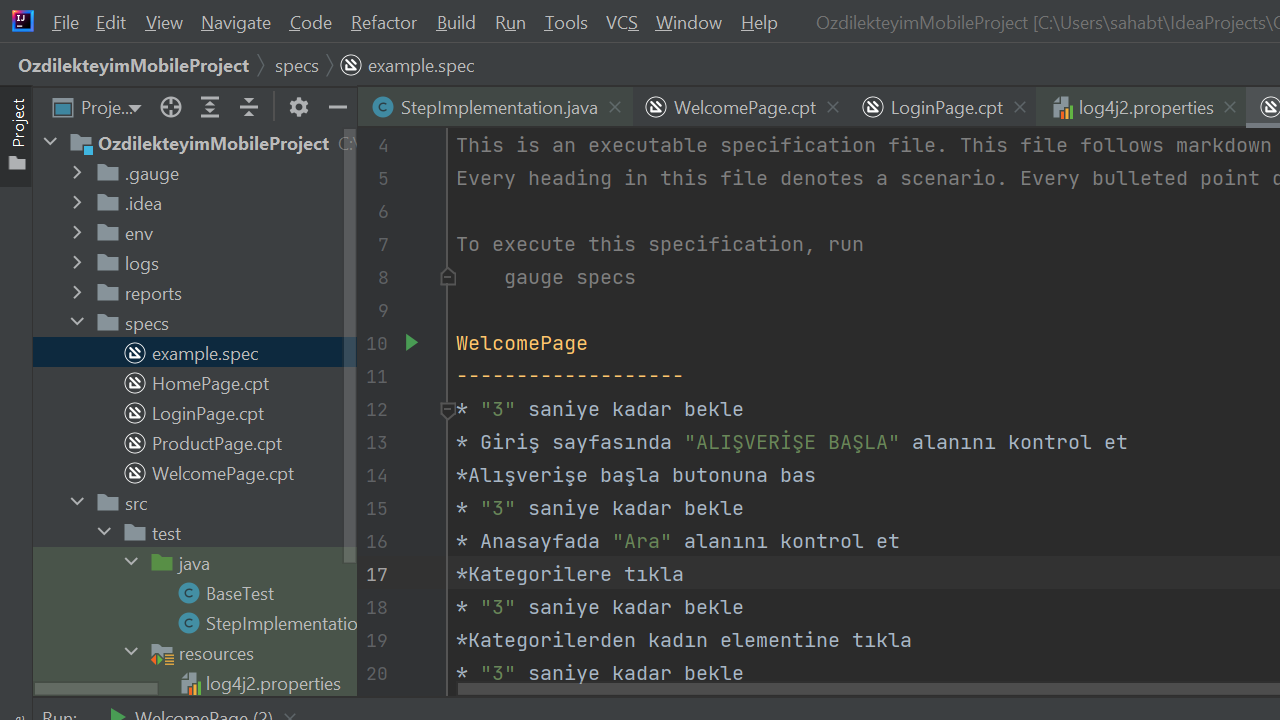 File Edit View Navigate Code Refactor Build Run Tools VCS Window Help OzdilekteyimMobileProject [C:\Users\sahabt\IdeaProjects\
OzdilekteyimMobileProject specs example.spec
Project
Proje... StepImplementation.java WelcomePage.cpt LoginPage.cpt log4j2.properties
OzdilekteyimMobileProject C:\
.gauge
.idea
env
logs
reports
specs
example.spec
HomePage.cpt
LoginPage.cpt
ProductPage.cpt
WelcomePage.cpt
src
test
java
BaseTest
StepImplementatio
resources
log4j2.properties
4 This is an executable specification file. This file follows markdown
5 Every heading in this file denotes a scenario. Every bulleted point
6
7 To execute this specification, run
8 gauge specs
9
10 WelcomePage
11 -------------------
12 * "3" saniye kadar bekle
13 * Giriş sayfasında "ALIŞVERİŞE BAŞLA" alanını kontrol et
14 *Alışverişe başla butonuna bas
15 * "3" saniye kadar bekle
16 * Anasayfada "Ara" alanını kontrol et
17 *Kategorilere tıkla
18 * "3" saniye kadar bekle
19 *Kategorilerden kadın elementine tıkla
20 * "3" saniye kadar bekle
Run: WelcomePage (2)